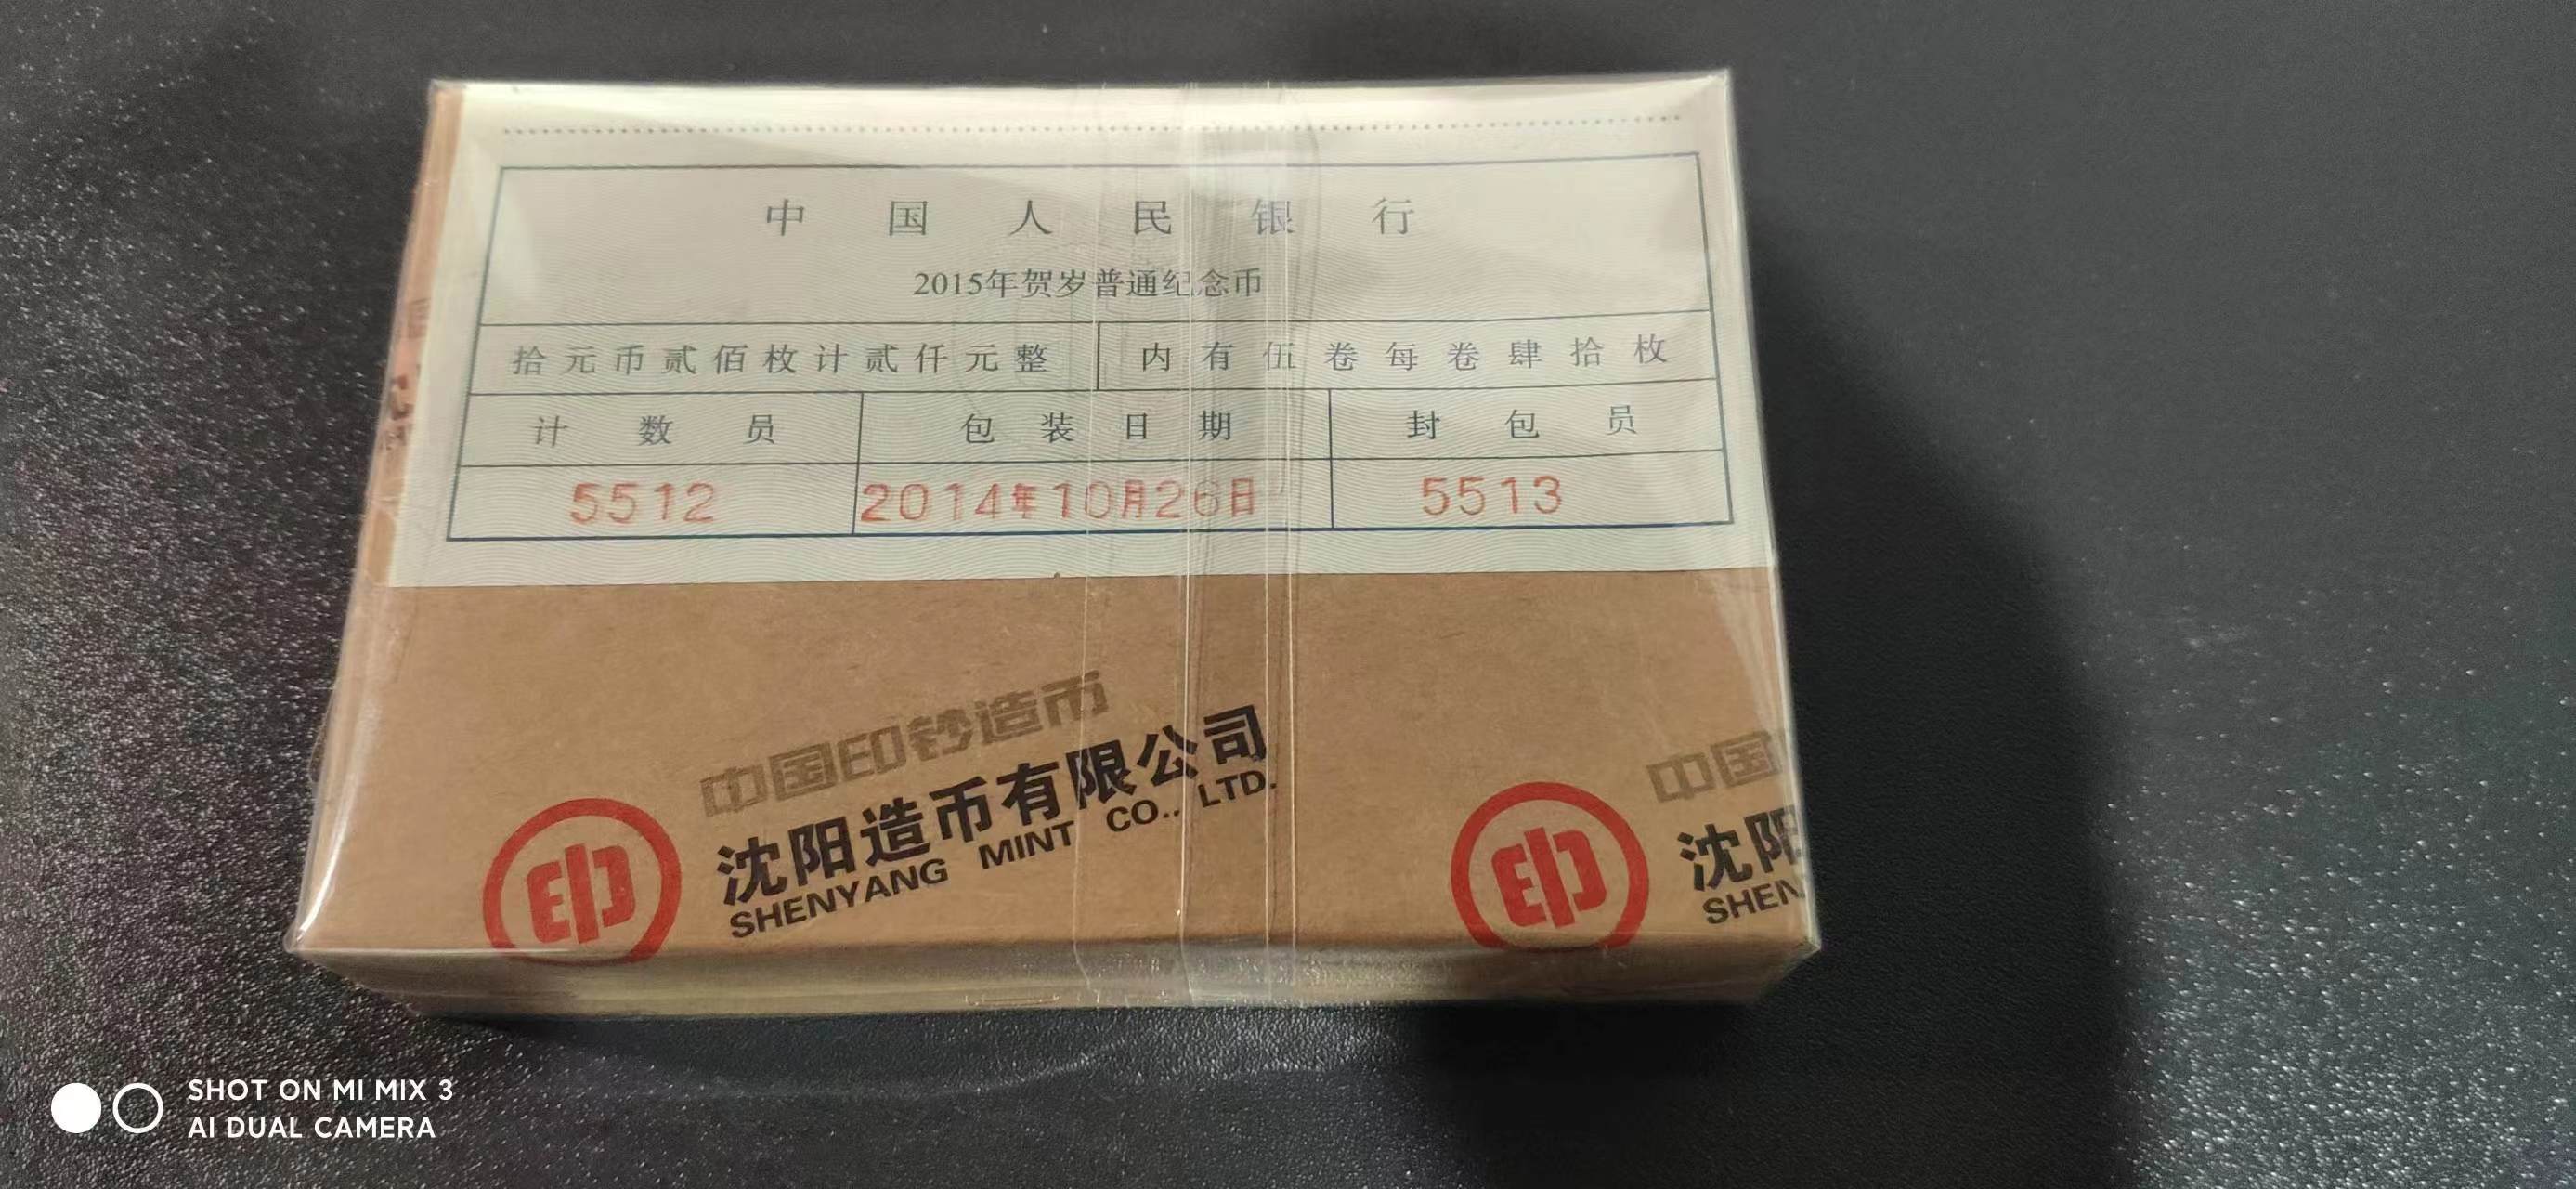 中国人民银行
2015年贺岁普通纪念币
拾元币贰佰枚计贰仟元整 内有伍卷每卷肆拾枚
计数员 包装日期 封包员
5512 2014年10月26日 5513
中国印钞造币
沈阳造币有限公司
SHENYANG MINT CO., LTD.
印
中国
沈阳
SHEN
印
SHOT ON MI MIX 3
AI DUAL CAMERA